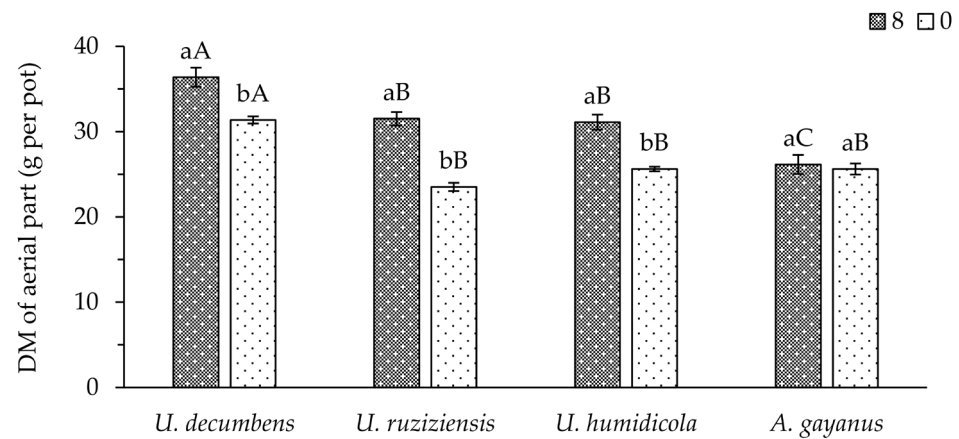 8 0
DM of aerial part (g per pot)
40
30
20
10
0
aA
bA
aB
bB
aB
bB
aC
aB
U. decumbens U. ruziziensis U. humidicola A. gayanus